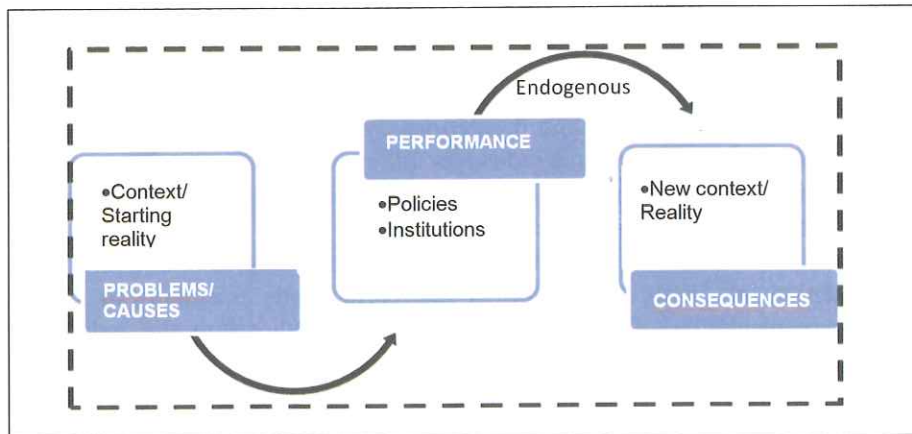 Endogenous
PERFORMANCE
•Context/
Starting
reality
•Policies
•Institutions
•New context/
Reality
PROBLEMS/
CAUSES
CONSEQUENCES